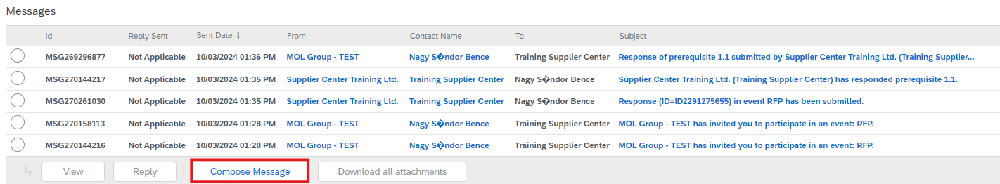 Messages
Id Reply Sent Sent Date ↓ From Contact Name To Subject
MSG269296877 Not Applicable 10/03/2024 01:36 PM MOL Group - TEST Nagy S�ndor Bence Training Supplier Center Response of prerequisite 1.1 submitted by Supplier Center Training Ltd. (Training Supplier...
MSG270144217 Not Applicable 10/03/2024 01:35 PM Supplier Center Training Ltd. Training Supplier Center Nagy S�ndor Bence Supplier Center Training Ltd. (Training Supplier Center) has responded prerequisite 1.1.
MSG270261030 Not Applicable 10/03/2024 01:35 PM Supplier Center Training Ltd. Training Supplier Center Nagy S�ndor Bence Response (ID=ID2291275655) in event RFP has been submitted.
MSG270158113 Not Applicable 10/03/2024 01:28 PM MOL Group - TEST Nagy S�ndor Bence Training Supplier Center MOL Group - TEST has invited you to participate in an event: RFP.
MSG270144216 Not Applicable 10/03/2024 01:28 PM MOL Group - TEST Nagy S�ndor Bence Training Supplier Center MOL Group - TEST has invited you to participate in an event: RFP.
View Reply | Compose Message Download all attachments